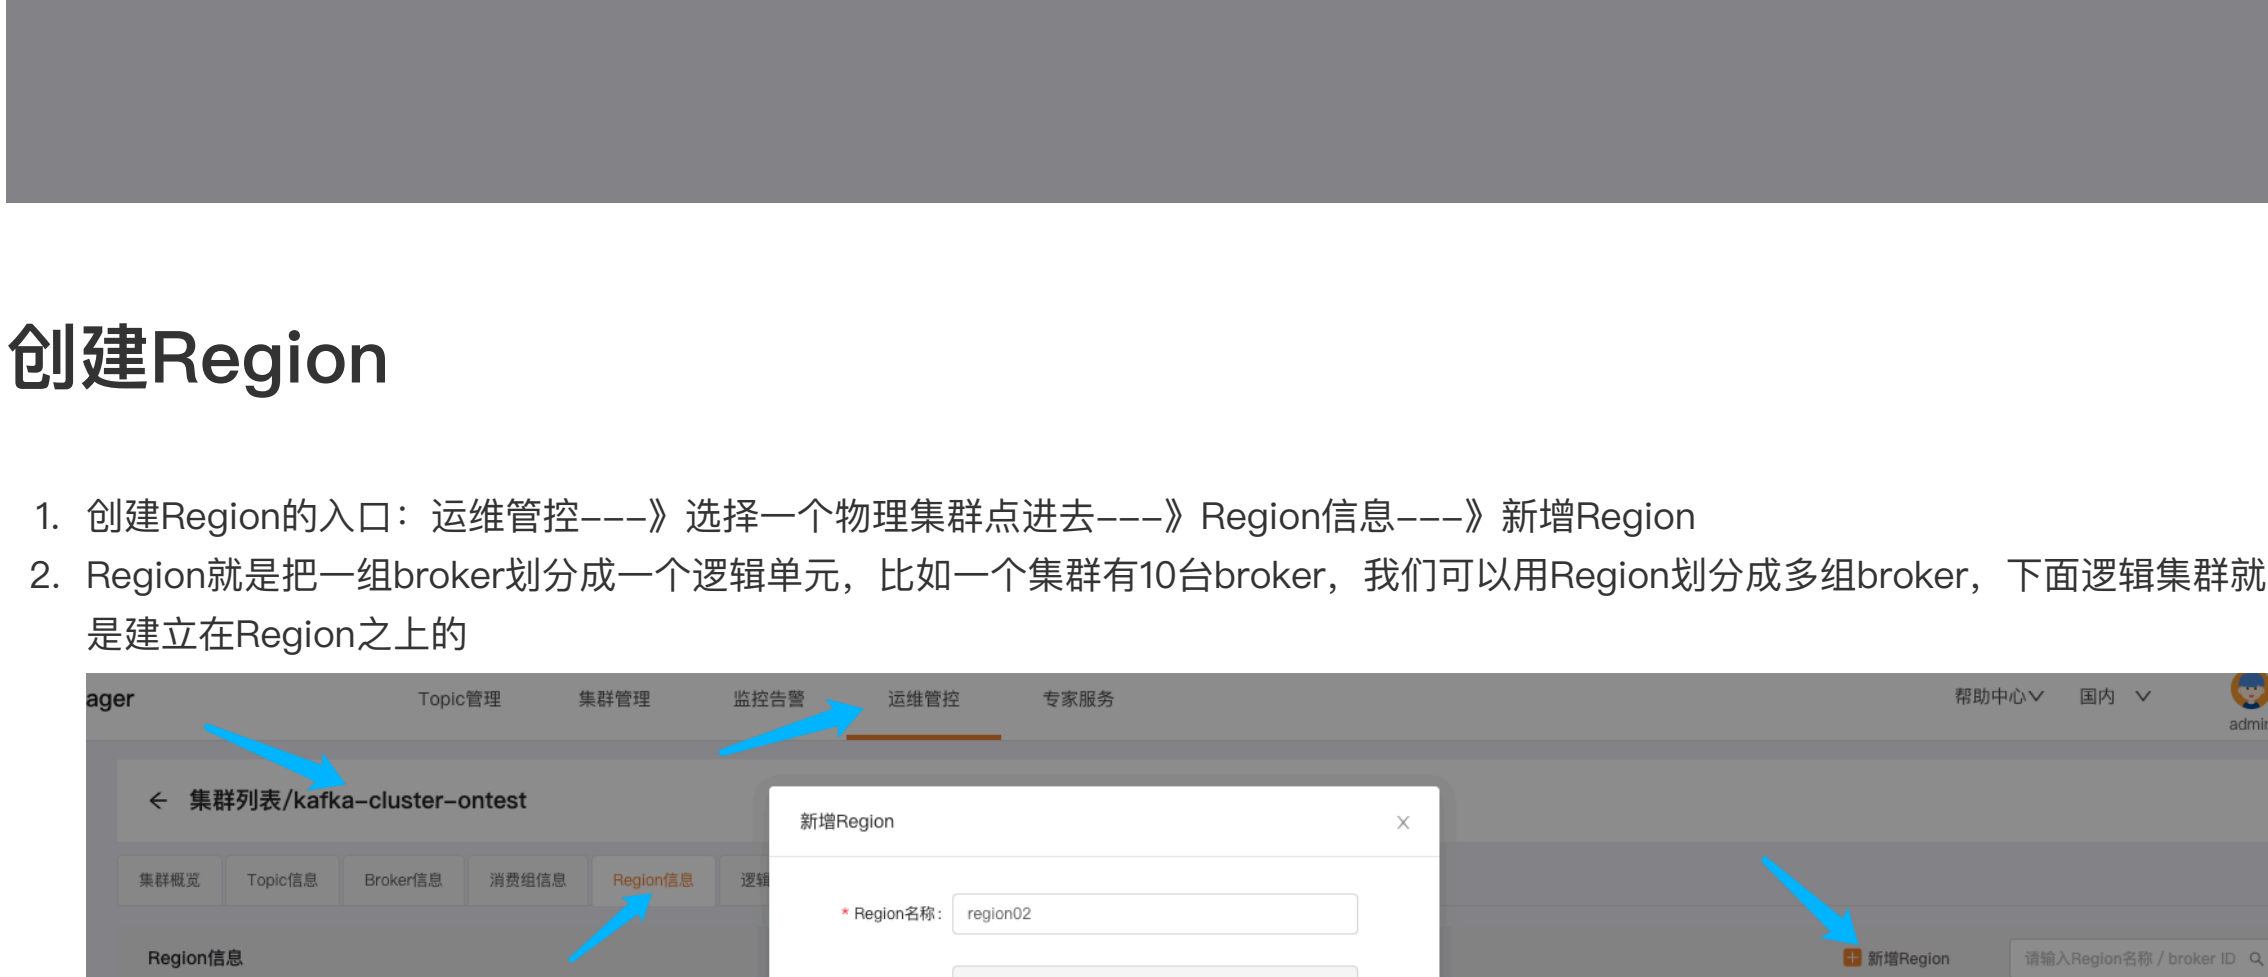 创建Region
1. 创建Region的入口：运维管控---》选择一个物理集群点进去---》Region信息---》新增Region
2. Region就是把一组broker划分成一个逻辑单元，比如一个集群有10台broker，我们可以用Region划分成多组broker，下面逻辑集群就
是建立在Region之上的
ager Topic管理 集群管理 监控告警 运维管控 专家服务 帮助中心 国内
admin
集群列表/kafka-cluster-ontest
新增Region
集群概览 Topic信息 Broker信息 消费组信息 Region信息 逻辑
* Region名称: region02
Region信息 新增Region 请输入Region名称 / broker ID